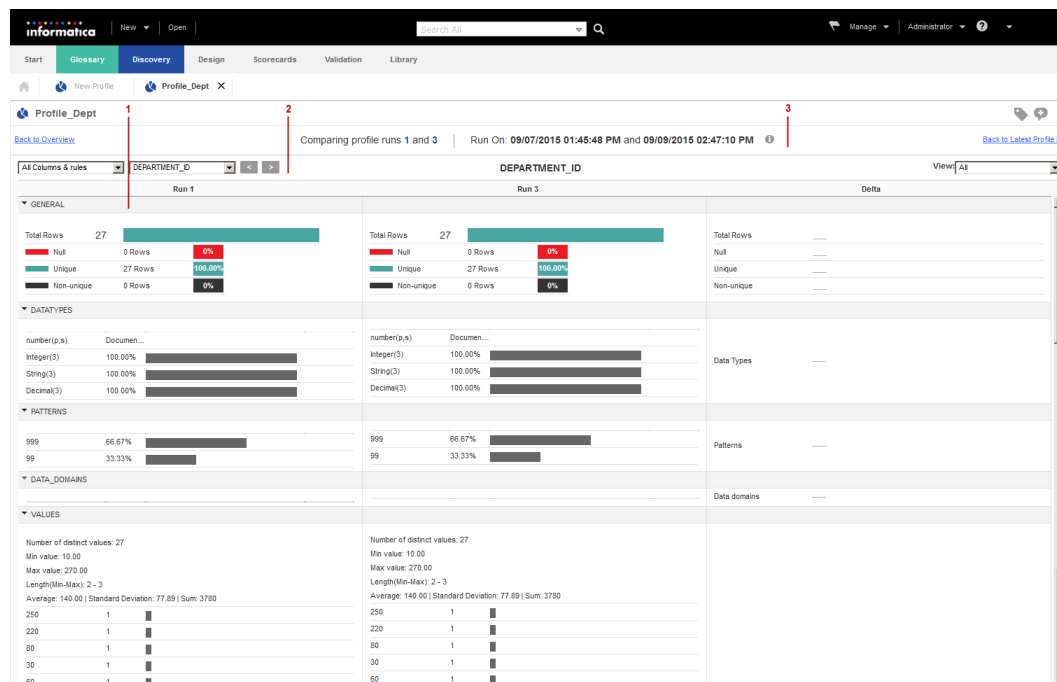 informatica New Open Search All Manage Administrator ?
Start Glossary Discovery Design Scorecards Validation Library
New Profile Profile_Dept X
Profile_Dept 1 2 3
Back to Overview Comparing profile runs 1 and 3 Run On: 09/07/2015 01:45:48 PM and 09/09/2015 02:47:10 PM Back to Latest Profile
All Columns & rules DEPARTMENT_ID < > DEPARTMENT_ID View: All
Run 1 Run 3 Delta
GENERAL
Total Rows 27 Total Rows 27 Total Rows
Null 0 Rows 0% Null 0 Rows 0% Null
Unique 27 Rows 100.00% Unique 27 Rows 100.00% Unique
Non-unique 0 Rows 0% Non-unique 0 Rows 0% Non-unique
DATATYPES
number(p,s) Documen... number(p,s) Documen...
Integer(3) 100.00% Integer(3) 100.00% Data Types
String(3) 100.00% String(3) 100.00%
Decimal(3) 100.00% Decimal(3) 100.00%
PATTERNS
999 66.67% 999 66.67% Patterns
99 33.33% 99 33.33%
DATA_DOMAINS
Data domains
VALUES
Number of distinct values: 27 Number of distinct values: 27
Min value: 10.00 Min value: 10.00
Max value: 270.00 Max value: 270.00
Length(Min-Max): 2 - 3 Length(Min-Max): 2 - 3
Average: 140.00 | Standard Deviation: 77.89 | Sum: 3780 Average: 140.00 | Standard Deviation: 77.89 | Sum: 3780
250 1 250 1
220 1 220 1
80 1 80 1
30 1 30 1
60 1 60 1